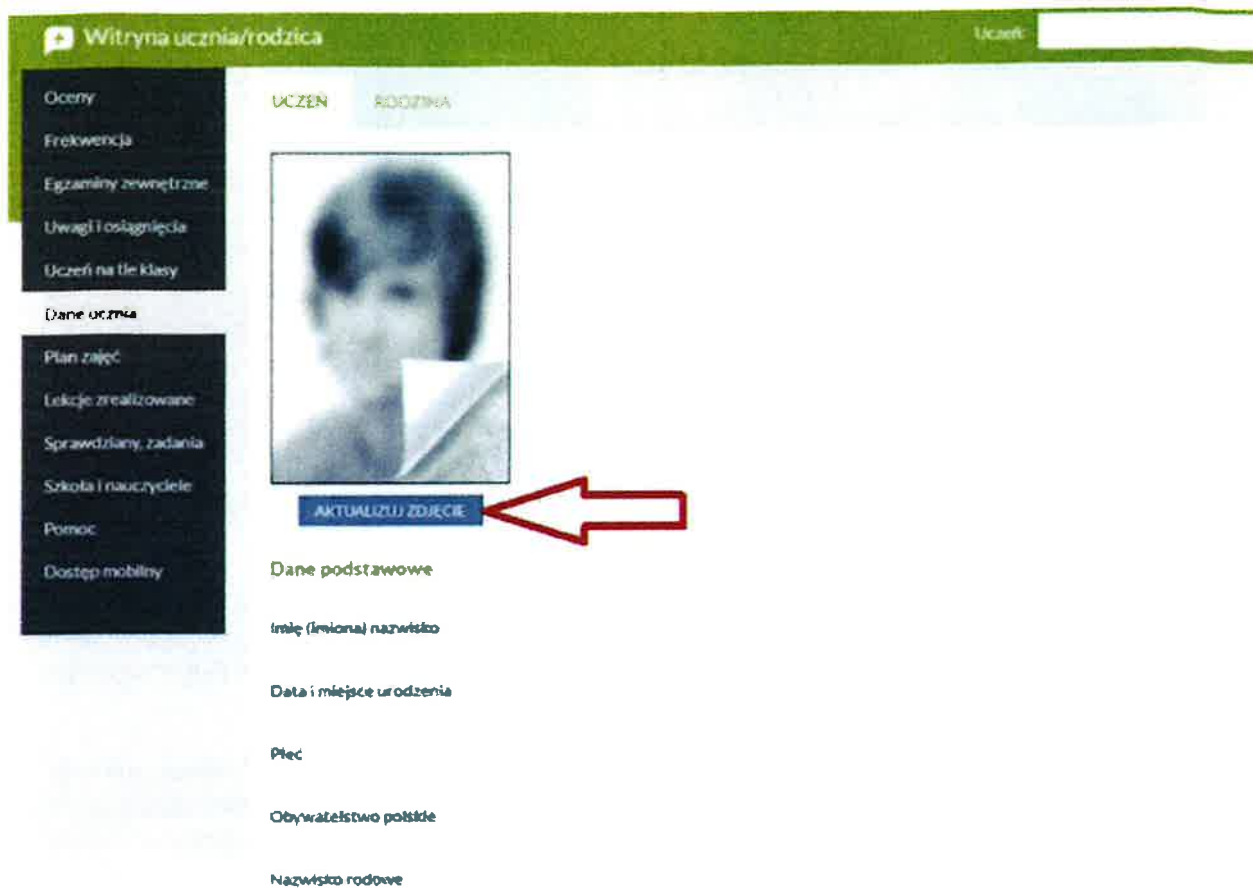 Witryna ucznia/rodzica
Uczeń:
Oceny
Frekwencja
Egzaminy zewnętrzne
Uwagi i osiągnięcia
Uczeń na tle klasy
Dane ucznia
Plan zajęć
Lekcje zrealizowane
Sprawdziany, zadania
Szkoła i nauczyciele
Pomoc
Dostęp mobilny
UCZEŃ RODZINA
AKTUALIZUJ ZDJĘCIE
Dane podstawowe
Imię (imiona) nazwisko
Data i miejsce urodzenia
Płeć
Obywatelstwo polskie
Nazwisko rodowe